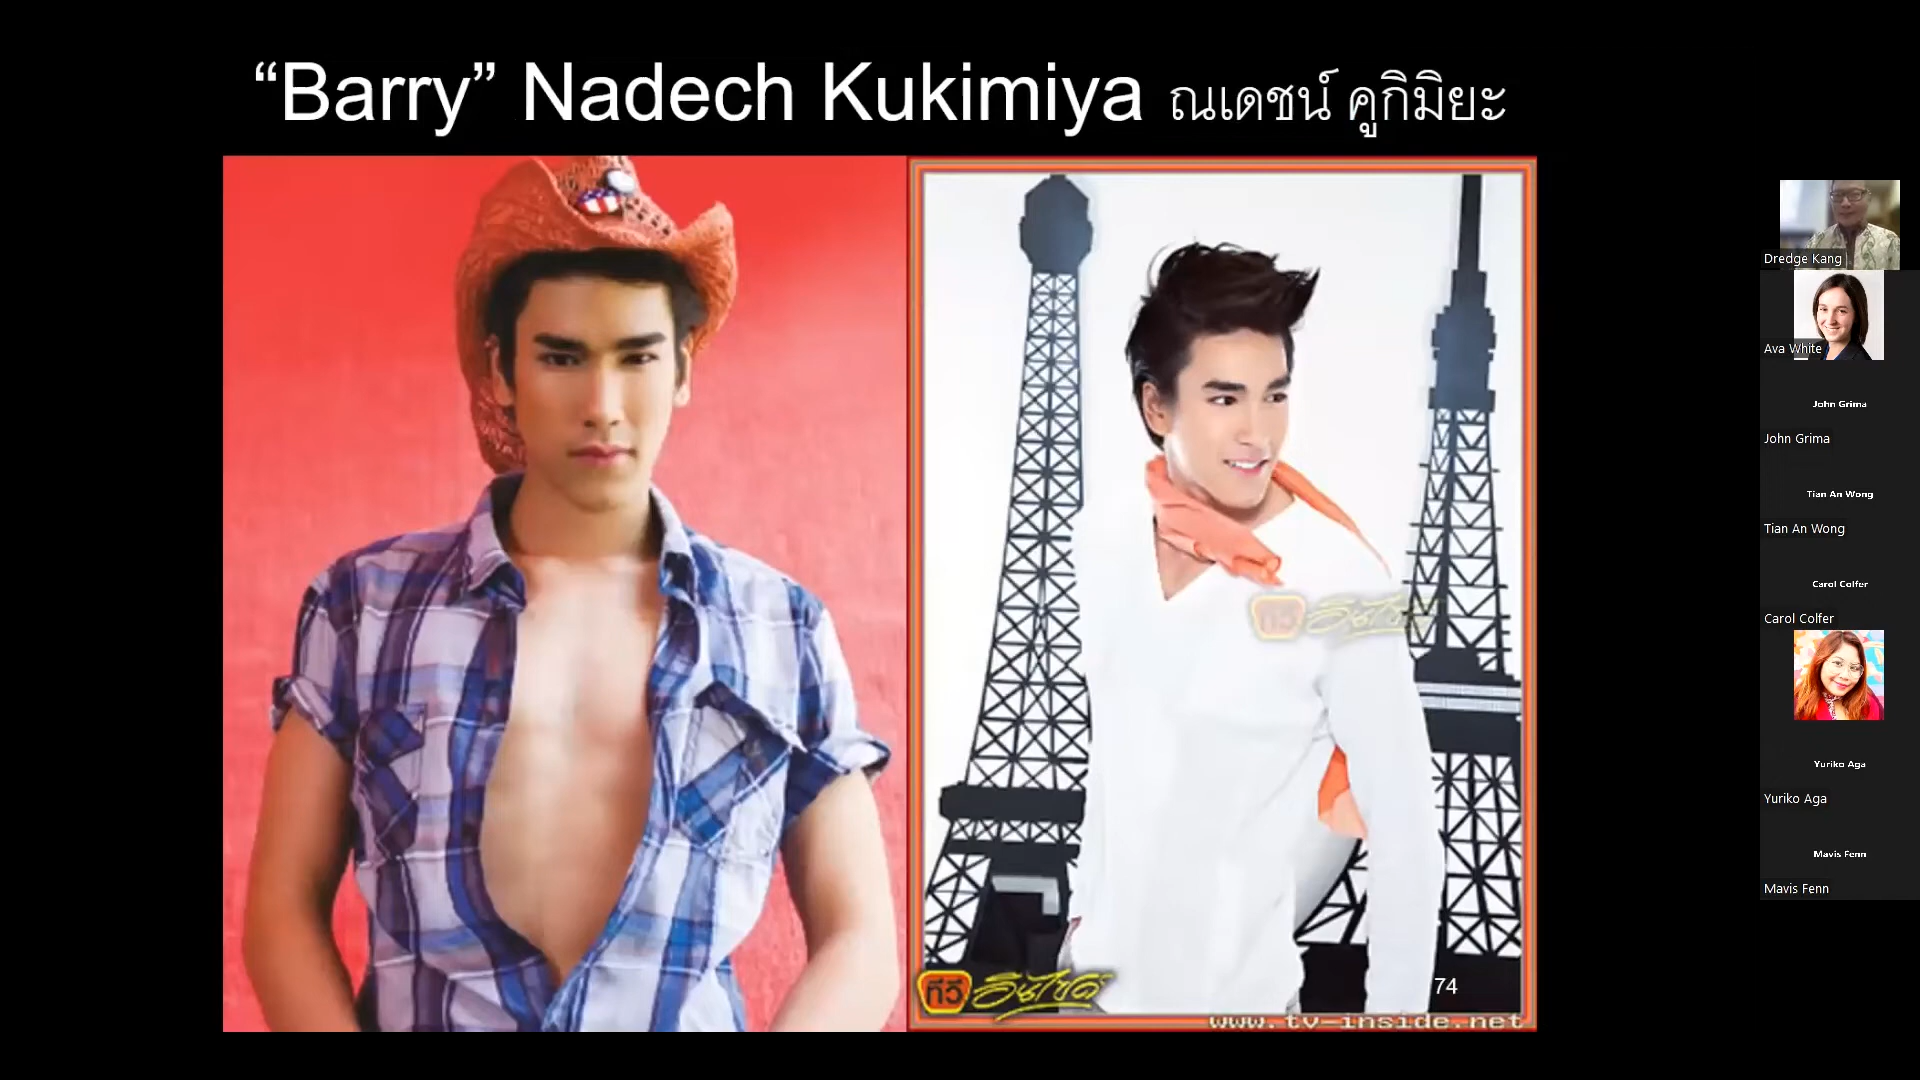 “Barry” Nadech Kukimiya ณเดชน์ คูกิมิยะ
ทีวี อินไซด์
ทีวี อินไซด์
74
www.tv-inside.net
Dredge Kang
Ava White
John Grima
John Grima
Tian An Wong
Tian An Wong
Carol Colfer
Carol Colfer
Yuriko Aga
Yuriko Aga
Mavis Fenn
Mavis Fenn